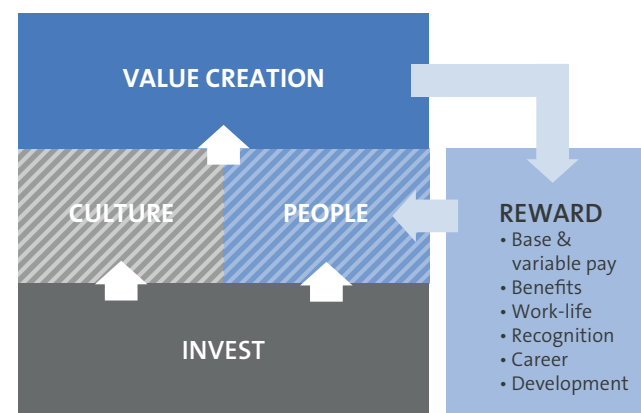 VALUE CREATION
CULTURE
PEOPLE
INVEST
REWARD
• Base &
variable pay
• Benefits
• Work-life
• Recognition
• Career
• Development